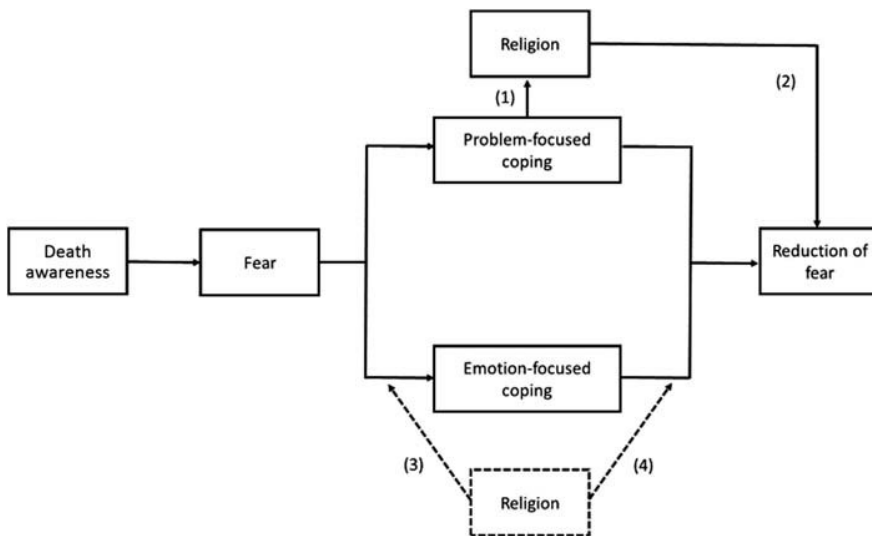 Religion
(1)
(2)
Problem-focused
coping
Death
awareness
Fear
Reduction of
fear
Emotion-focused
coping
(3)
(4)
Religion